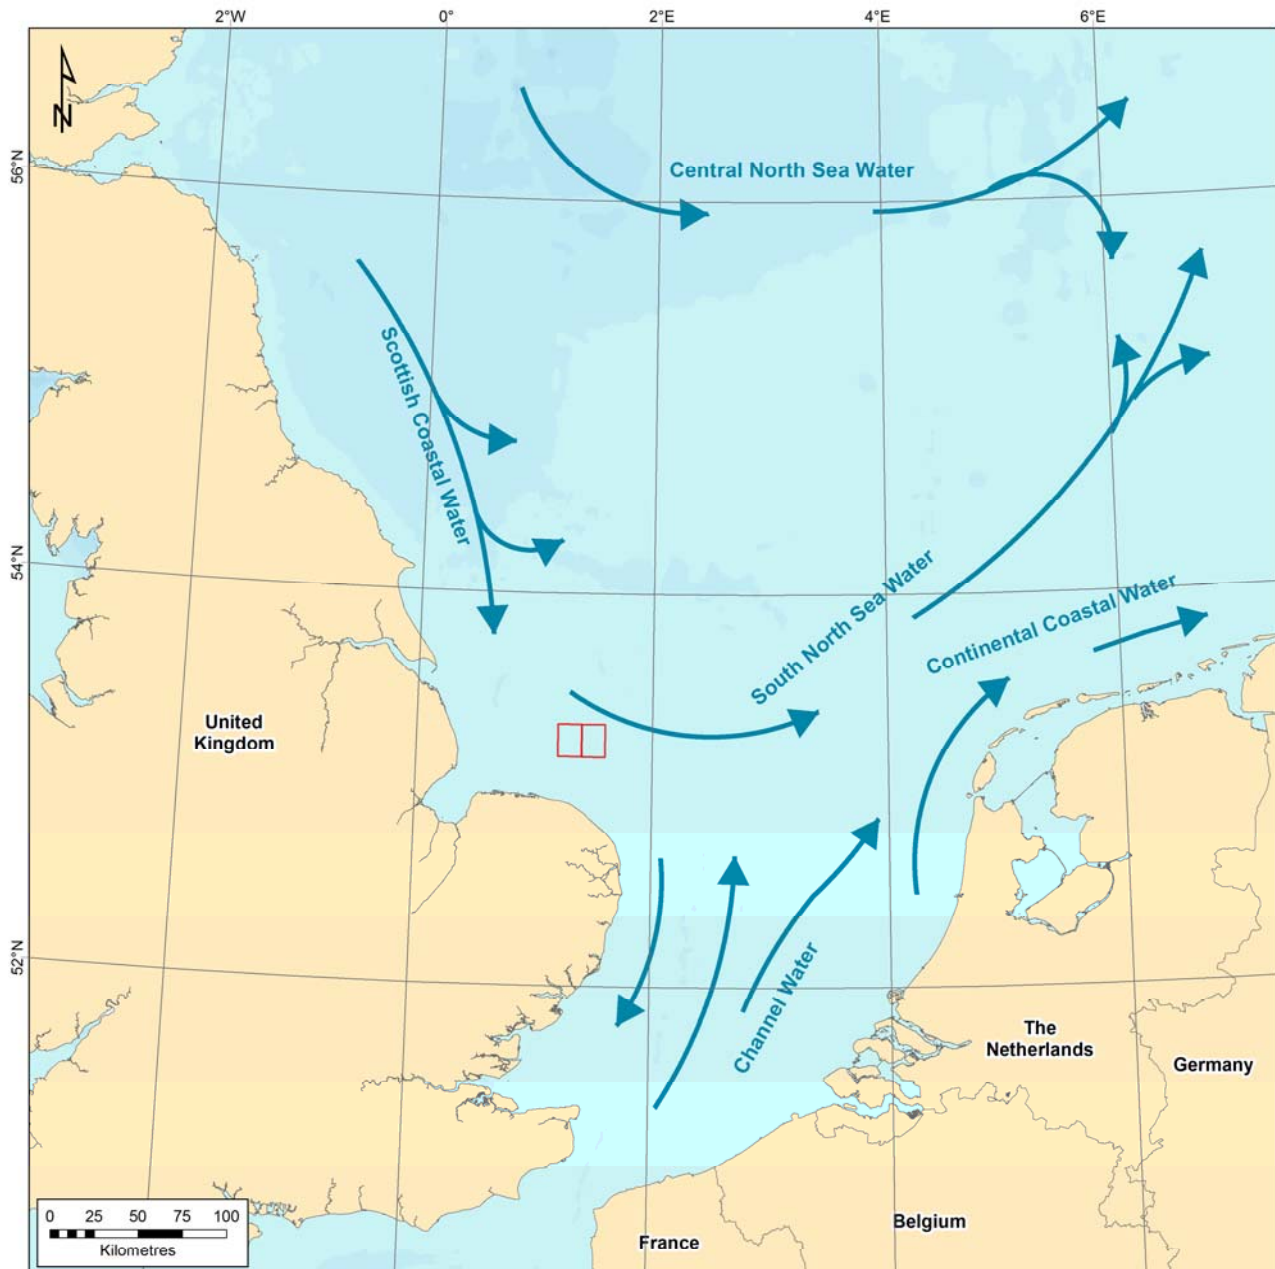 2°W
0°
2°E
4°E
6°E
N
56°N
Central North Sea Water
Scottish Coastal Water
54°N
South North Sea Water
Continental Coastal Water
United
Kingdom
52°N
Channel Water
The
Netherlands
Germany
0 25 50 75 100
Kilometres
Belgium
France